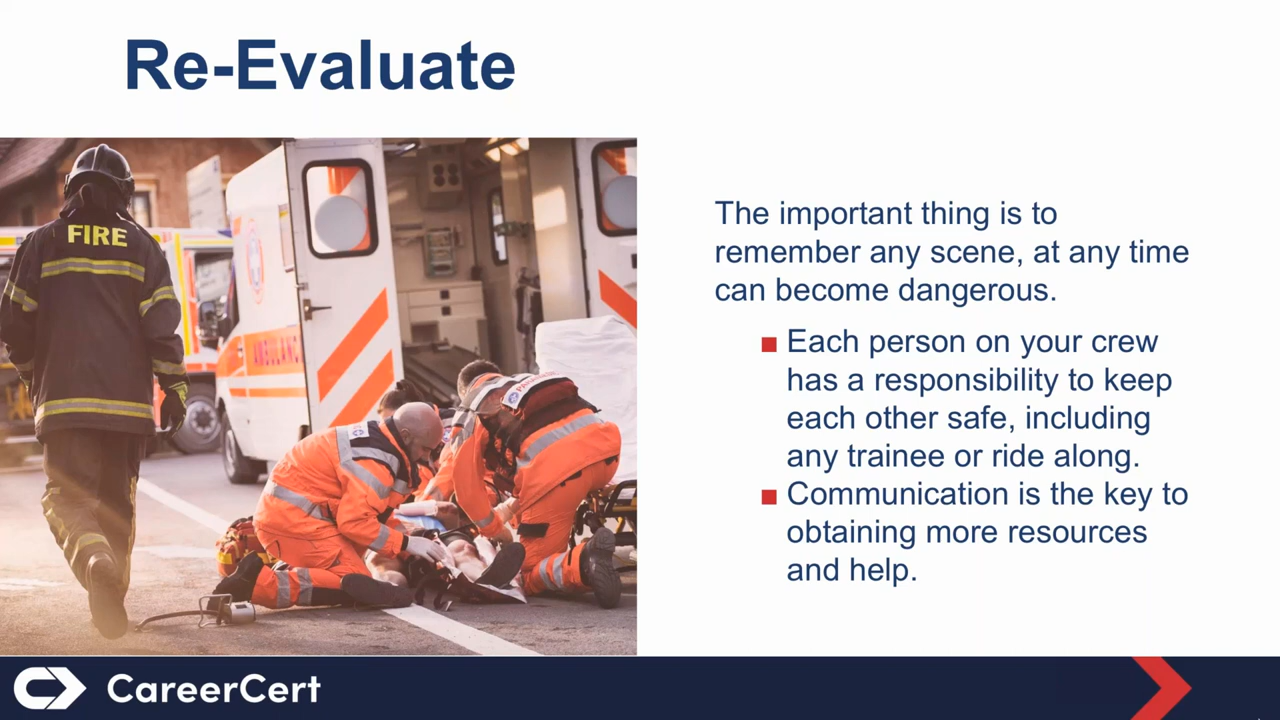 Re-Evaluate
FIRE
AMBULANC
The important thing is to
remember any scene, at any time
can become dangerous.
Each person on your crew
has a responsibility to keep
each other safe, including
any trainee or ride along.
Communication is the key to
obtaining more resources
and help.
CareerCert